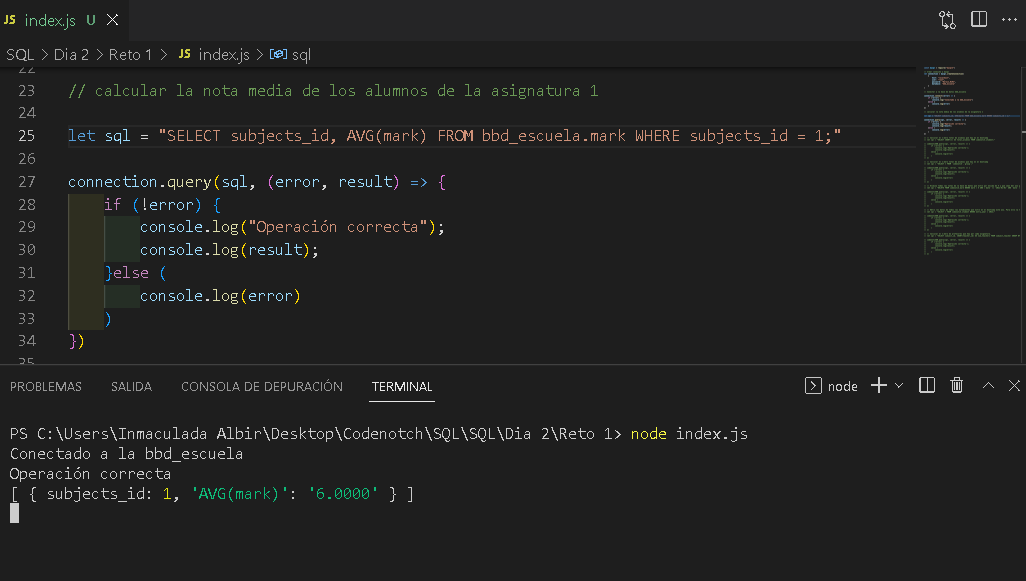 JS index.js U
SQL > Dia 2 > Reto 1 > JS index.js > sql
22
23 // calcular la nota media de los alumnos de la asignatura 1
24
25 let sql = "SELECT subjects_id, AVG(mark) FROM bbd_escuela.mark WHERE subjects_id = 1;"
26
27 connection.query(sql, (error, result) => {
28 if (!error) {
29 console.log("Operación correcta");
30 console.log(result);
31 }else (
32 console.log(error)
33 )
34 })
35
PROBLEMAS SALIDA CONSOLA DE DEPURACIÓN TERMINAL node
PS C:\Users\Inmaculada Albir\Desktop\Codenotch\SQL\SQL\Dia 2\Reto 1> node index.js
Conectado a la bbd_escuela
Operación correcta
[ { subjects_id: 1, 'AVG(mark)': '6.0000' } ]